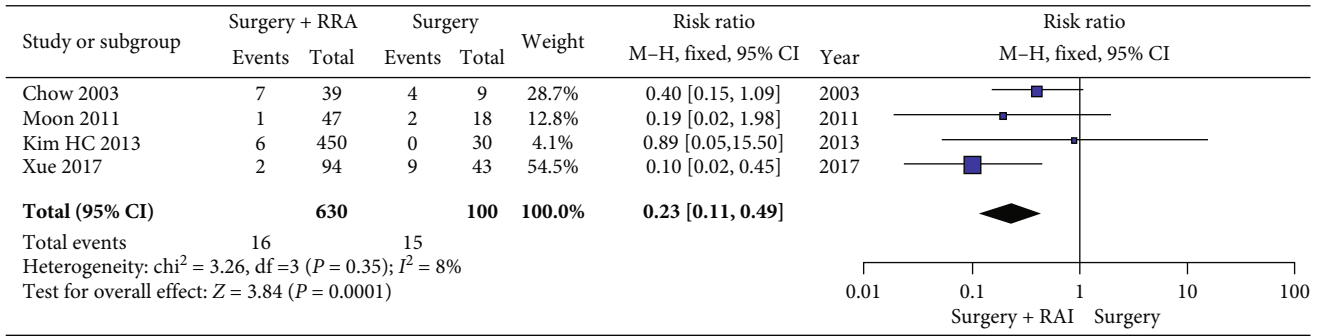 Study or subgroup Surgery + RRA Surgery Weight Risk ratio Risk ratio
Events Total Events Total M–H, fixed, 95% CI Year M–H, fixed, 95% CI
Chow 2003 7 39 4 9 28.7% 0.40 [0.15, 1.09] 2003
Moon 2011 1 47 2 18 12.8% 0.19 [0.02, 1.98] 2011
Kim HC 2013 6 450 0 30 4.1% 0.89 [0.05,15.50] 2013
Xue 2017 2 94 9 43 54.5% 0.10 [0.02, 0.45] 2017
Total (95% CI) 630 100 100.0% 0.23 [0.11, 0.49]
Total events 16 15
Heterogeneity: chi² = 3.26, df =3 (P = 0.35); I² = 8%
Test for overall effect: Z = 3.84 (P = 0.0001)
0.01 0.1 1 10 100
Surgery + RAI Surgery